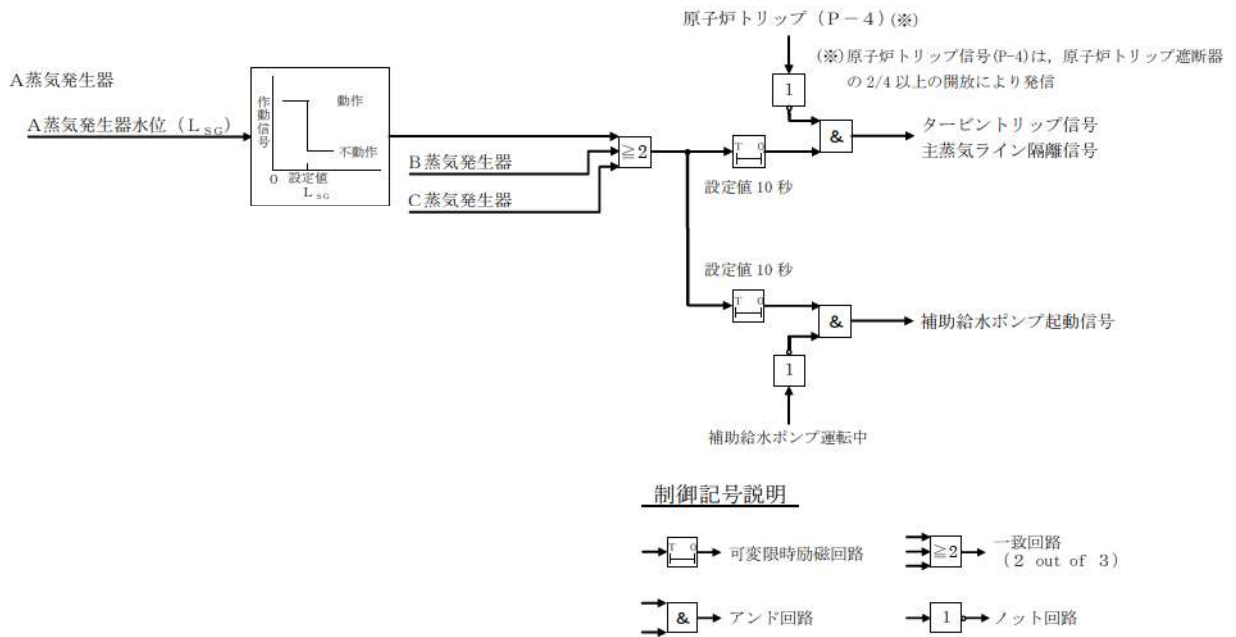 原子炉トリップ（P－4）(※)
(※)原子炉トリップ信号(P-4)は，原子炉トリップ遮断器
の2/4以上の開放により発信
A蒸気発生器
A蒸気発生器水位（L SG）
作動信号
動作
不動作
0
設定値
L SG
B蒸気発生器
C蒸気発生器
≧2
1
T 0
設定値10秒
&
タービントリップ信号
主蒸気ライン隔離信号
設定値10秒
T 0
&
補助給水ポンプ起動信号
1
補助給水ポンプ運転中
制御記号説明
T 0
可変限時励磁回路
≧2
一致回路
（2 out of 3）
&
アンド回路
1
ノット回路